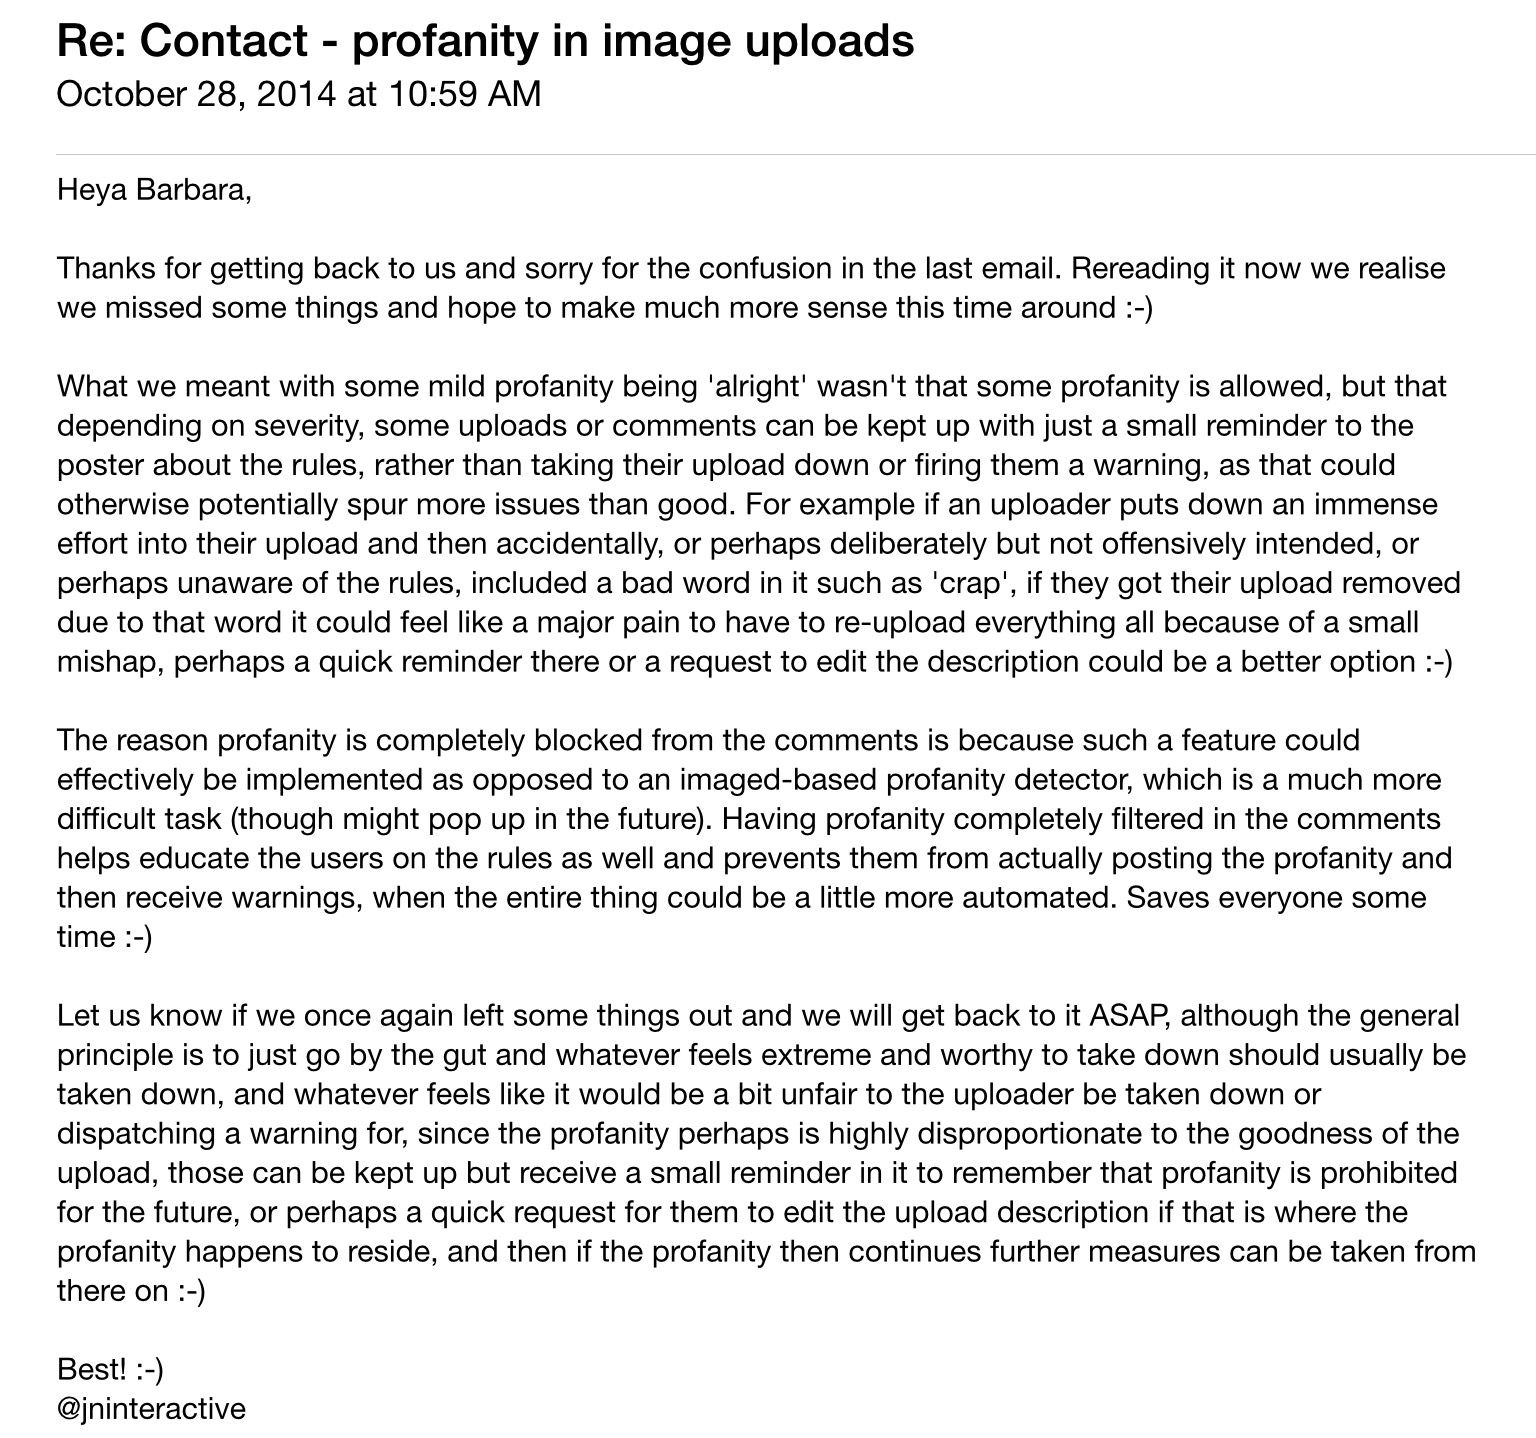 Re: Contact - profanity in image uploads
October 28, 2014 at 10:59 AM
Heya Barbara,
Thanks for getting back to us and sorry for the confusion in the last email. Rereading it now we realise
we missed some things and hope to make much more sense this time around :-)
What we meant with some mild profanity being 'alright' wasn't that some profanity is allowed, but that
depending on severity, some uploads or comments can be kept up with just a small reminder to the
poster about the rules, rather than taking their upload down or firing them a warning, as that could
otherwise potentially spur more issues than good. For example if an uploader puts down an immense
effort into their upload and then accidentally, or perhaps deliberately but not offensively intended, or
perhaps unaware of the rules, included a bad word in it such as 'crap', if they got their upload removed
due to that word it could feel like a major pain to have to re-upload everything all because of a small
mishap, perhaps a quick reminder there or a request to edit the description could be a better option :-)
The reason profanity is completely blocked from the comments is because such a feature could
effectively be implemented as opposed to an imaged-based profanity detector, which is a much more
difficult task (though might pop up in the future). Having profanity completely filtered in the comments
helps educate the users on the rules as well and prevents them from actually posting the profanity and
then receive warnings, when the entire thing could be a little more automated. Saves everyone some
time :-)
Let us know if we once again left some things out and we will get back to it ASAP, although the general
principle is to just go by the gut and whatever feels extreme and worthy to take down should usually be
taken down, and whatever feels like it would be a bit unfair to the uploader be taken down or
dispatching a warning for, since the profanity perhaps is highly disproportionate to the goodness of the
upload, those can be kept up but receive a small reminder in it to remember that profanity is prohibited
for the future, or perhaps a quick request for them to edit the upload description if that is where the
profanity happens to reside, and then if the profanity then continues further measures can be taken from
there on :-)
Best! :-)
@jninteractive